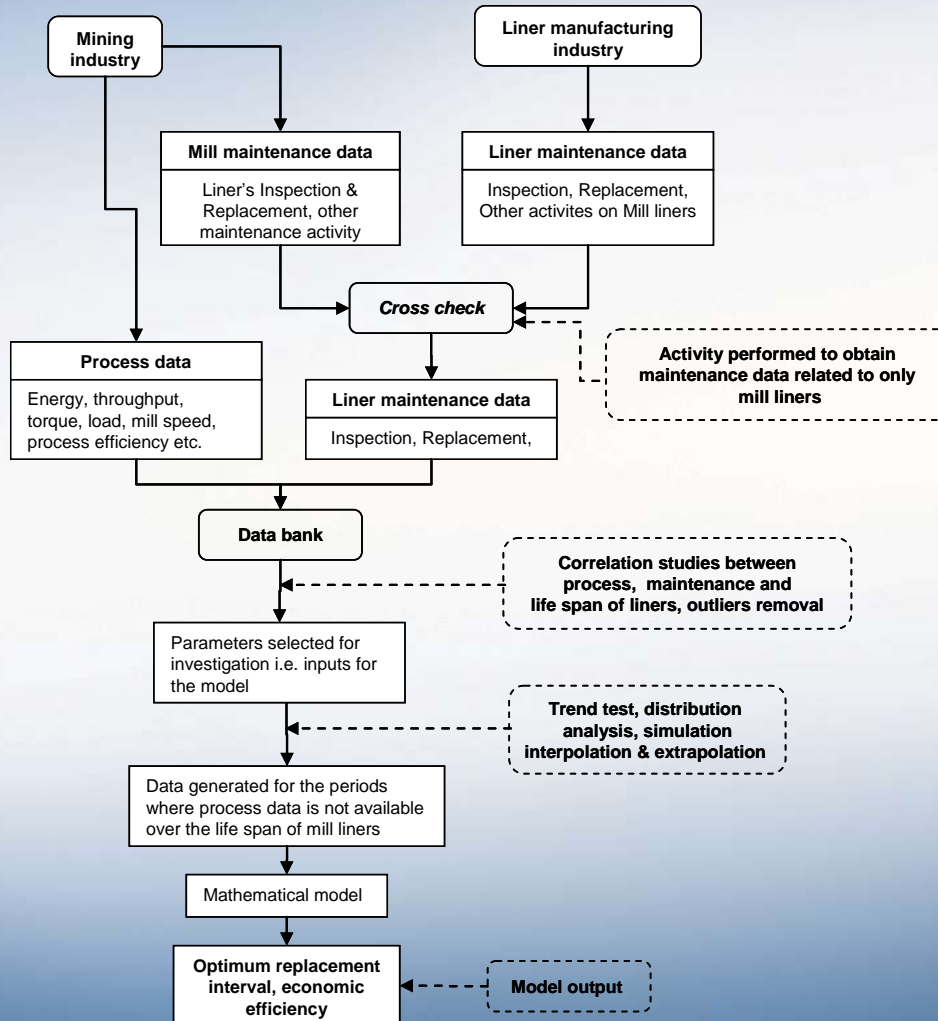 Mining
industry
Liner manufacturing
industry
Mill maintenance data
Liner's Inspection &
Replacement, other
maintenance activity
Liner maintenance data
Inspection, Replacement,
Other activites on Mill liners
Cross check
Activity performed to obtain
maintenance data related to only
mill liners
Process data
Energy, throughput,
torque, load, mill speed,
process efficiency etc.
Liner maintenance data
Inspection, Replacement,
Data bank
Correlation studies between
process, maintenance and
life span of liners, outliers removal
Parameters selected for
investigation i.e. inputs for
the model
Trend test, distribution
analysis, simulation
interpolation & extrapolation
Data generated for the periods
where process data is not available
over the life span of mill liners
Mathematical model
Optimum replacement
interval, economic
efficiency
Model output